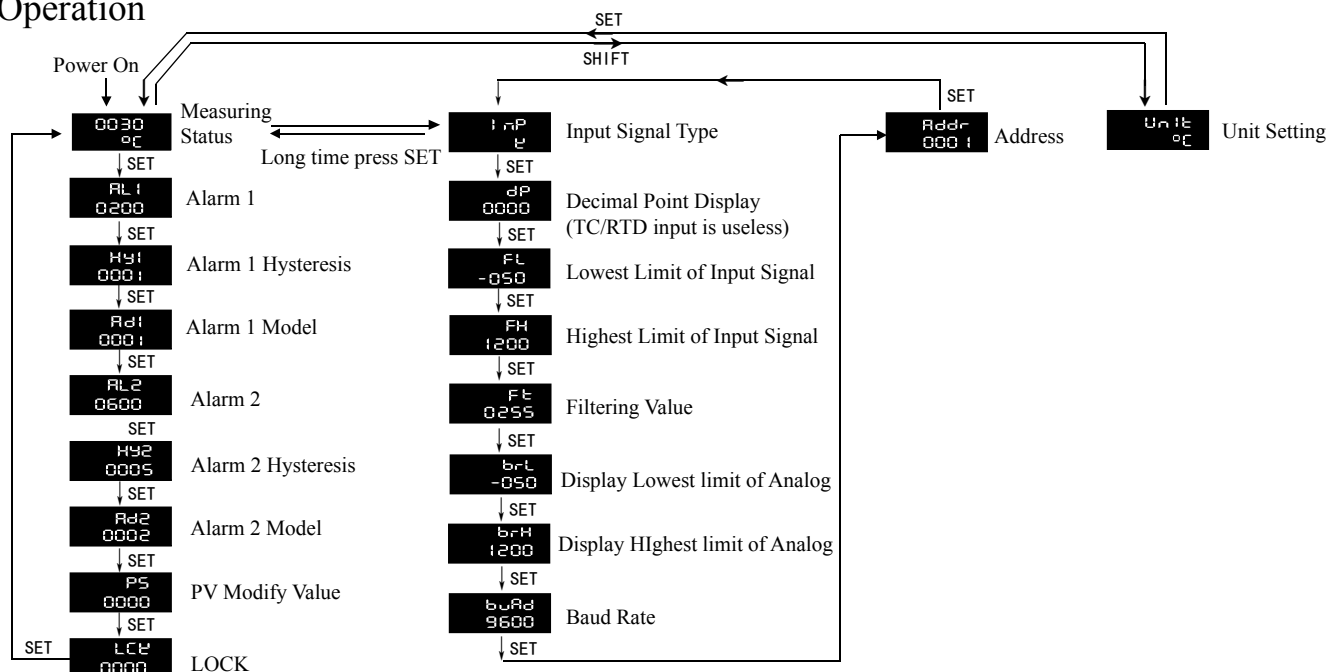 Operation
SET
SHIFT
Power On
0030
°C
Measuring
Status
Long time press SET
SET
AL1
0200
Alarm 1
SET
HY1
0001
Alarm 1 Hysteresis
SET
Ad1
0001
Alarm 1 Model
SET
AL2
0600
Alarm 2
SET
HY2
0005
Alarm 2 Hysteresis
SET
Ad2
0002
Alarm 2 Model
SET
PS
0000
PV Modify Value
SET
SET
LCK
0000
LOCK
InP
K
Input Signal Type
SET
dP
0000
Decimal Point Display
(TC/RTD input is useless)
SET
FL
-050
Lowest Limit of Input Signal
SET
FH
1200
Highest Limit of Input Signal
SET
Ft
0255
Filtering Value
SET
brL
-050
Display Lowest limit of Analog
SET
brH
1200
Display HIghest limit of Analog
SET
buAd
9600
Baud Rate
SET
SET
Addr
0001
Address
UnIt
°C
Unit Setting